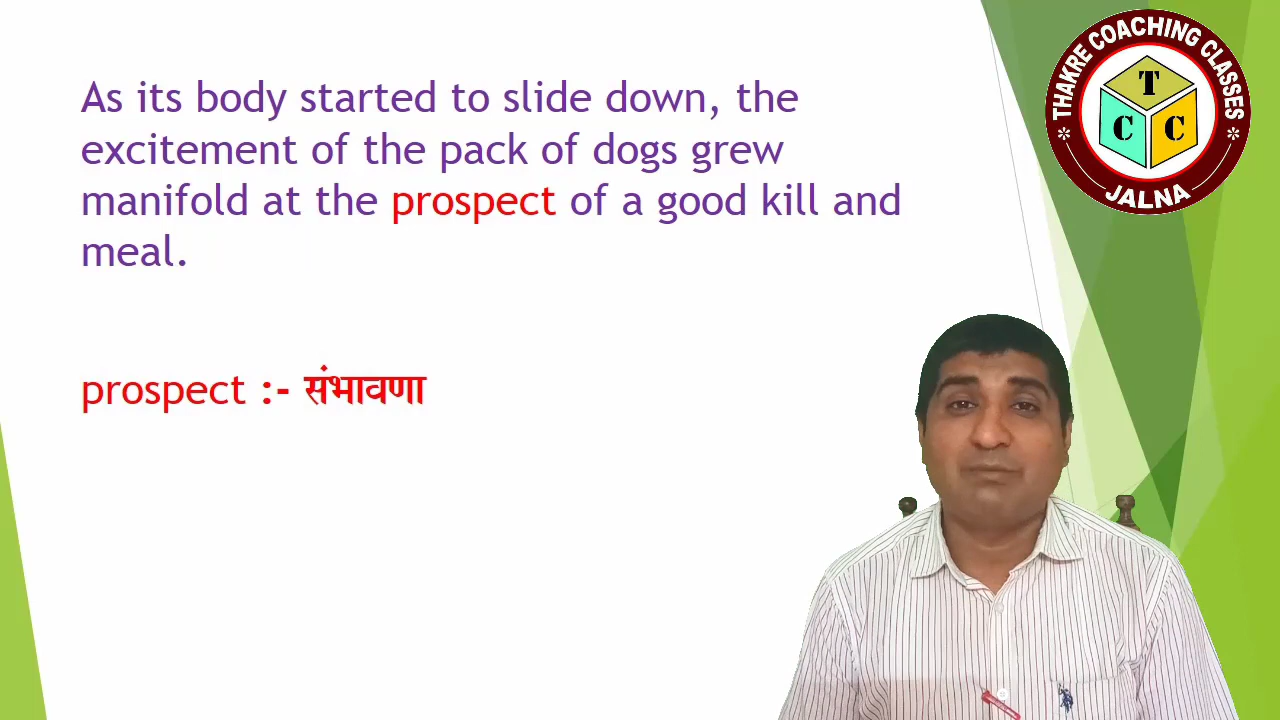 As its body started to slide down, the
excitement of the pack of dogs grew
manifold at the prospect of a good kill and
meal.
prospect :- संभावणा
THAKRE COACHING CLASSES
T
C C
JALNA